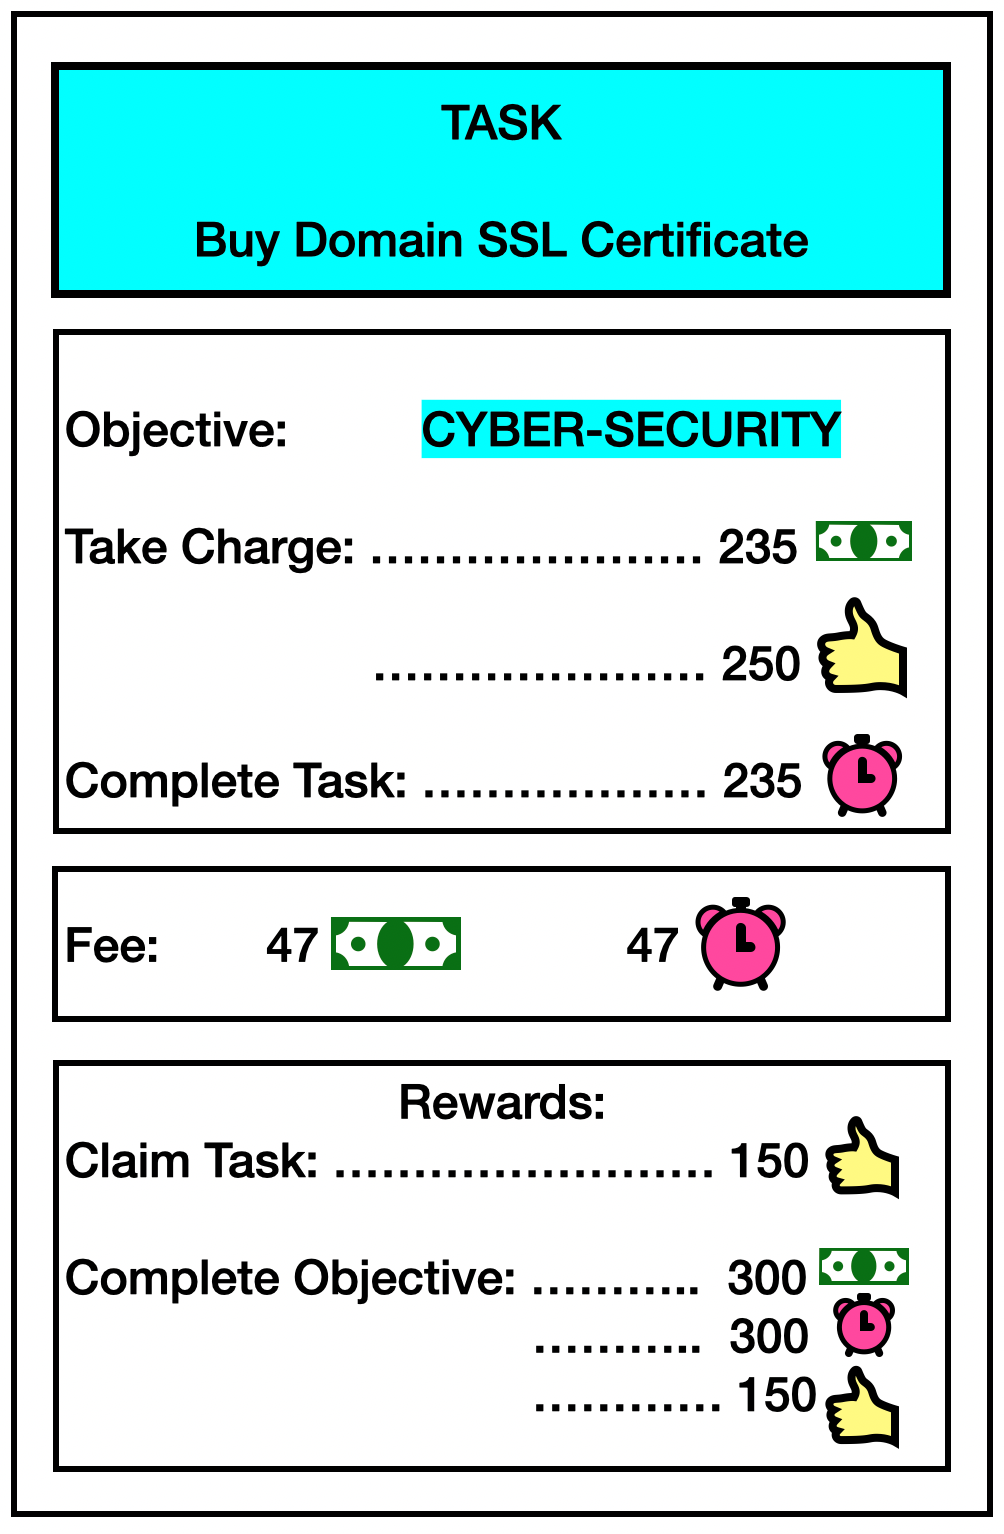 TASK
Buy Domain SSL Certificate
Objective: CYBER-SECURITY
Take Charge: ..................... 235
..................... 250
Complete Task: .................. 235
Fee: 47 47
Rewards:
Claim Task: ........................ 150
Complete Objective: ........... 300
........... 300
............ 150